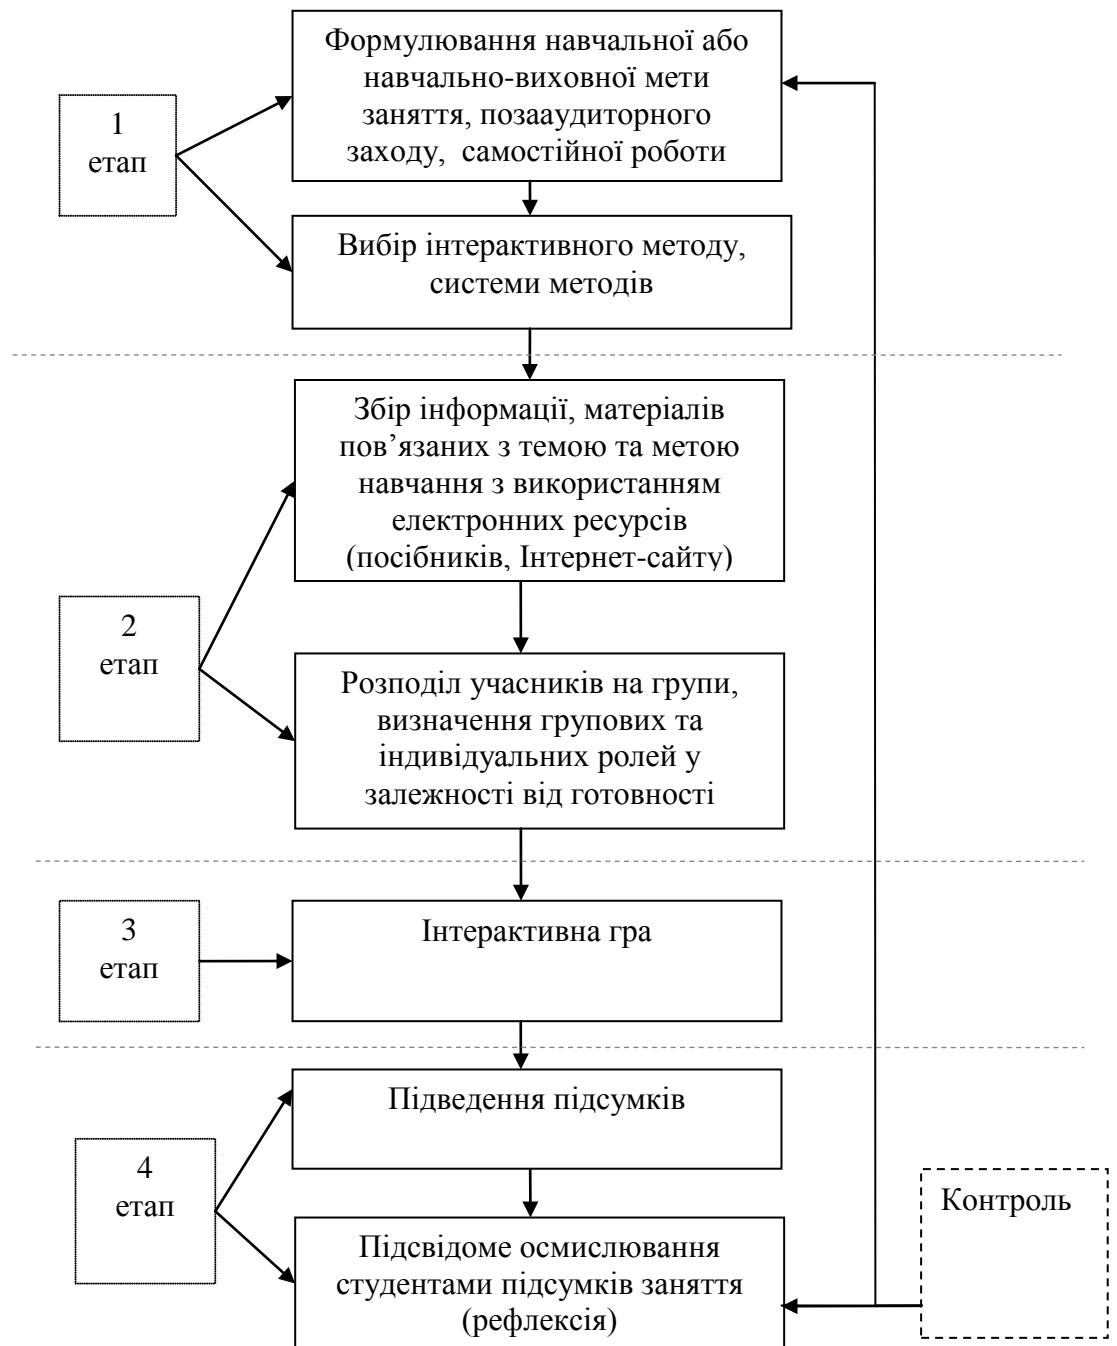 Формулювання навчальної або
навчально-виховної мети
заняття, позааудиторного
заходу, самостійної роботи
1
етап
Вибір інтерактивного методу,
системи методів
Збір інформації, матеріалів
пов’язаних з темою та метою
навчання з використанням
електронних ресурсів
(посібників, Інтернет-сайту)
2
етап
Розподіл учасників на групи,
визначення групових та
індивідуальних ролей у
залежності від готовності
3
етап
Інтерактивна гра
Підведення підсумків
4
етап
Контроль
Підсвідоме осмислювання
студентами підсумків заняття
(рефлексія)